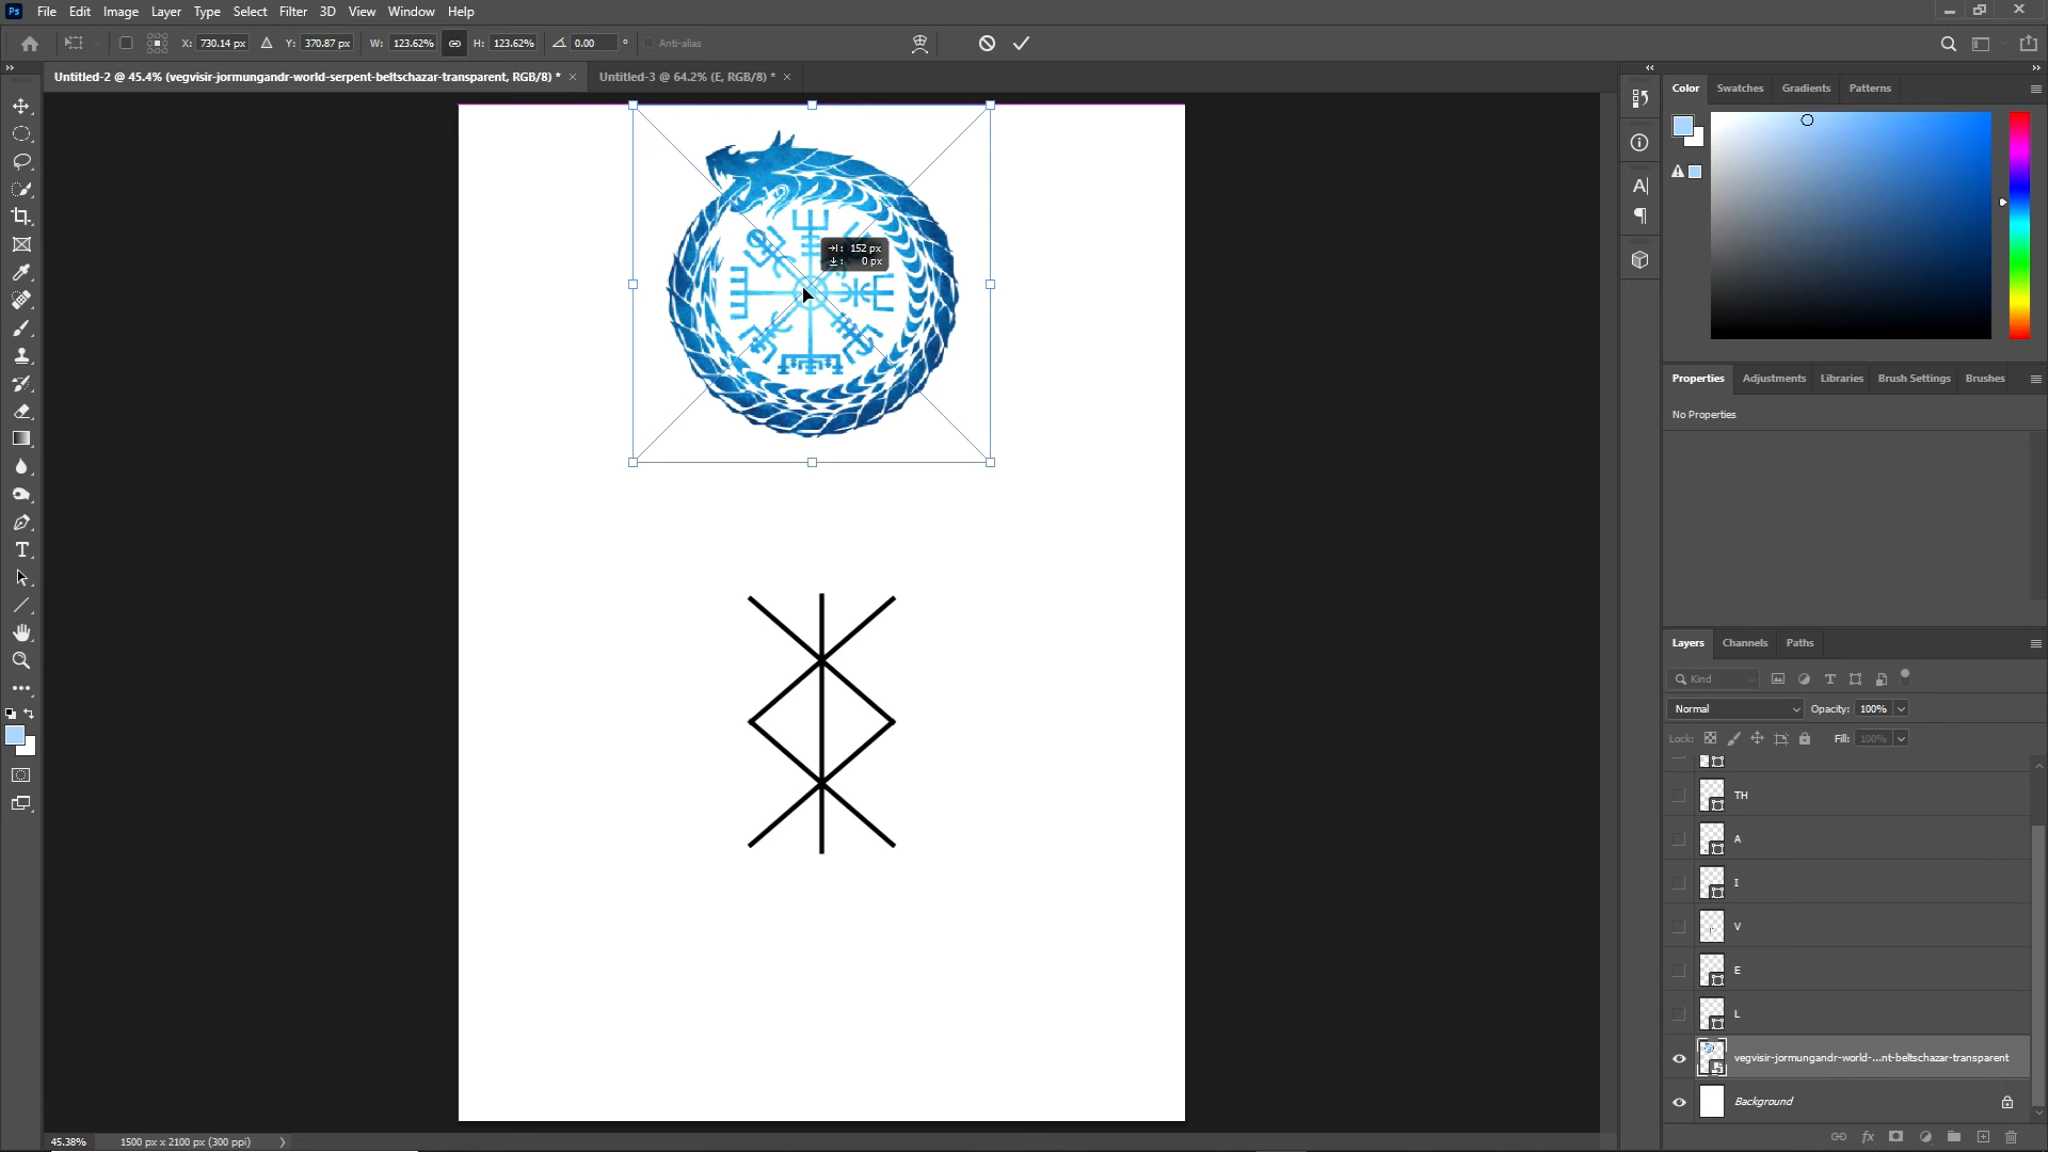 Ps File Edit Image Layer Type Select Filter 3D View Window Help
X: 730.14 px Y: 370.87 px W: 123.62% H: 123.62% 0.00 ° Anti-alias
Untitled-2 @ 45.4% (vegvisir-jormungandr-world-serpent-beltschazar-transparent, RGB/8) * Untitled-3 @ 64.2% (E, RGB/8) *
Color Swatches Gradients Patterns
152 px
0 px
Properties Adjustments Libraries Brush Settings Brushes
No Properties
Layers Channels Paths
Kind
Normal Opacity: 100%
Lock: Fill: 100%
TH
A
I
V
E
L
vegvisir-jormungandr-world-...nt-beltschazar-transparent
Background
45.38% 1500 px x 2100 px (300 ppi)